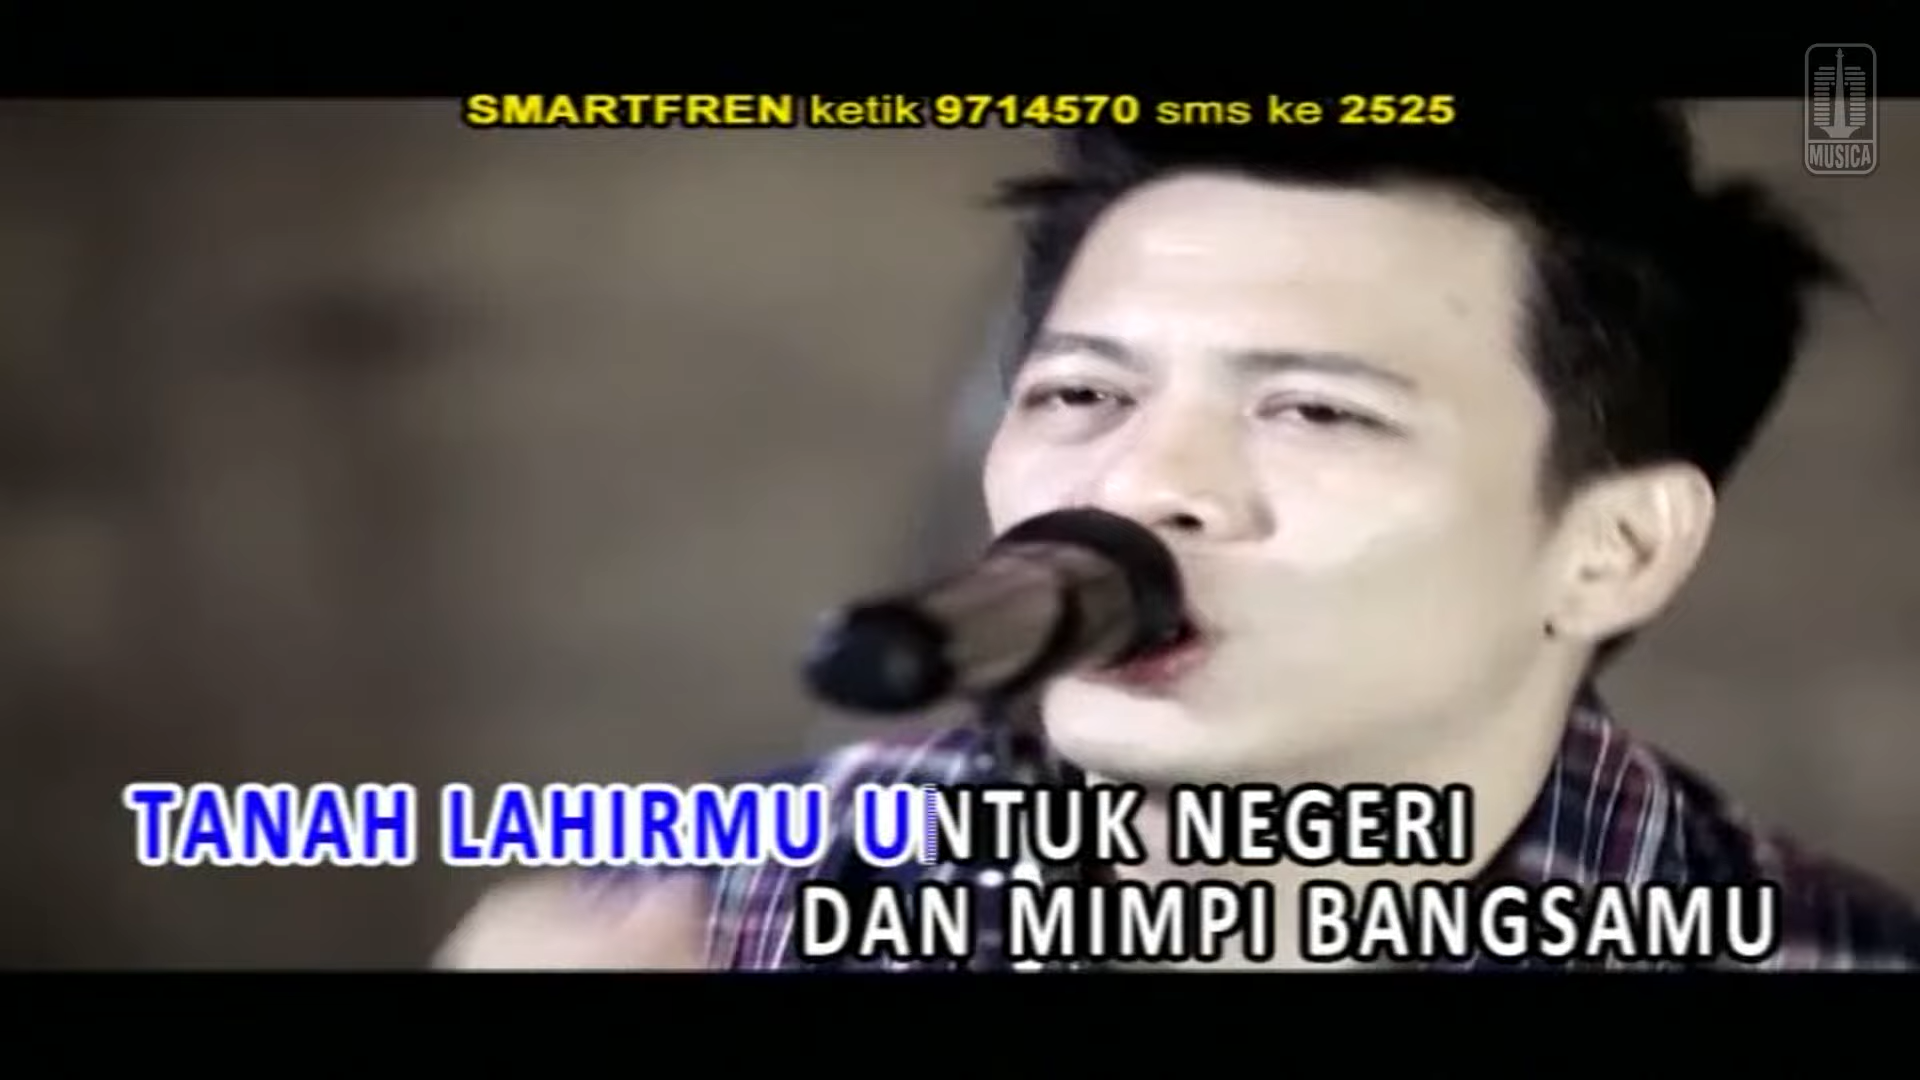 SMARTFREN ketik 9714570 sms ke 2525
MUSICA
TANAH LAHIRMU UNTUK NEGERI
DAN MIMPI BANGSAMU